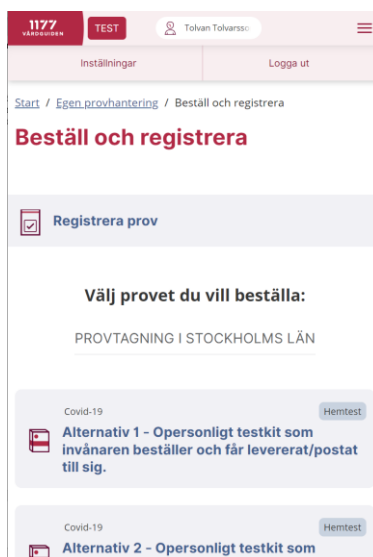 1177 TEST Tolvan Tolvarsso
VÅRDGUIDEN
Inställningar Logga ut
Start / Egen provhantering / Beställ och registrera
Beställ och registrera
Registrera prov
Välj provet du vill beställa:
PROVTAGNING I STOCKHOLMS LÄN
Covid-19 Hemtest
Alternativ 1 - Opersonligt testkit som
invånaren beställer och får levererat/postat
till sig.
Covid-19 Hemtest
Alternativ 2 - Opersonligt testkit som